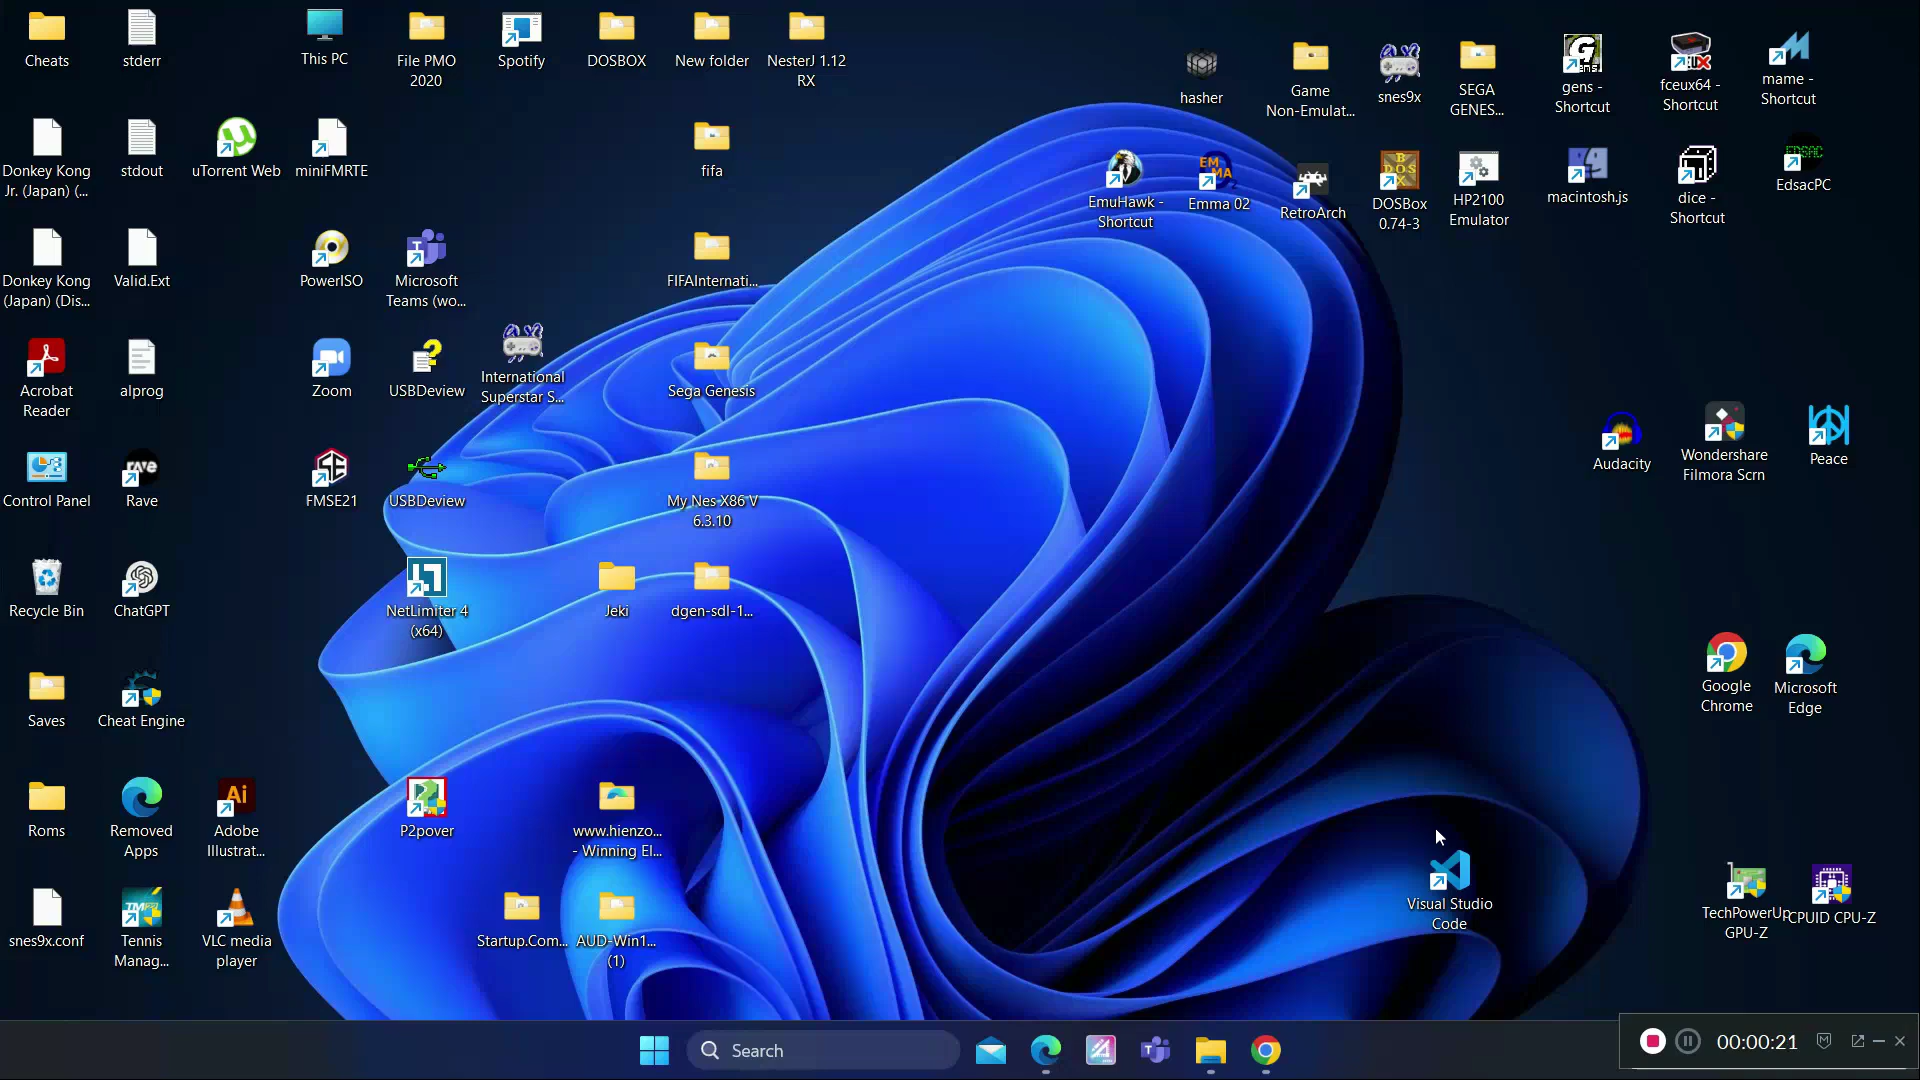 Cheats
stderr
This PC
File PMO
2020
Spotify
DOSBOX
New folder
NesterJ 1.12
RX
hasher
Game
Non-Emulat...
snes9x
SEGA
GENES...
gens -
Shortcut
fceux64 -
Shortcut
mame -
Shortcut
Donkey Kong
Jr. (Japan) (...
stdout
uTorrent Web
miniFMRTE
fifa
EmuHawk -
Shortcut
Emma 02
RetroArch
DOSBox
0.74-3
HP2100
Emulator
macintosh.js
dice -
Shortcut
EDSAC
EdsacPC
Donkey Kong
(Japan) (Dis...
Valid.Ext
PowerISO
Microsoft
Teams (wo...
FIFAInternati...
Acrobat
Reader
alprog
Zoom
USBDeview
International
Superstar S...
Sega Genesis
Audacity
Wondershare
Filmora Scrn
Peace
Control Panel
rave
Rave
FMSE21
USBDeview
My Nes X86 V
6.3.10
Recycle Bin
ChatGPT
NetLimiter 4
(x64)
Jeki
dgen-sdl-1...
Google
Chrome
Microsoft
Edge
Saves
Cheat Engine
Roms
Removed
Apps
Ai
Adobe
Illustrat...
P2pover
www.hienzo...
- Winning El...
Visual Studio
Code
snes9x.conf
Tennis
Manag...
VLC media
player
Startup.Com...
AUD-Win1...
(1)
TechPowerUp
GPU-Z
CPUID CPU-Z
Search
00:00:21